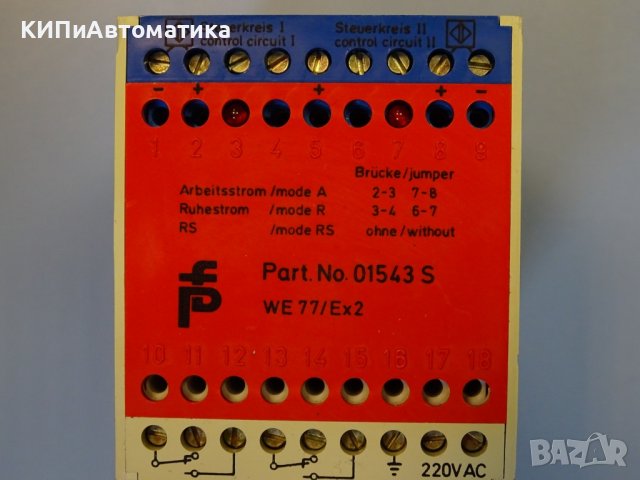 КИПиАвтоматика
Steuerkreis I
control circuit I
Steuerkreis II
control circuit II
- + + + -
1 2 3 4 5 6 7 8 9
Brücke/jumper
Arbeitsstrom /mode A 2-3 7-8
Ruhestrom /mode R 3-4 6-7
RS /mode RS ohne/without
Part. No. 01543 S
WE 77/Ex2
10 11 12 13 14 15 16 17 18
220VAC
BAZAR